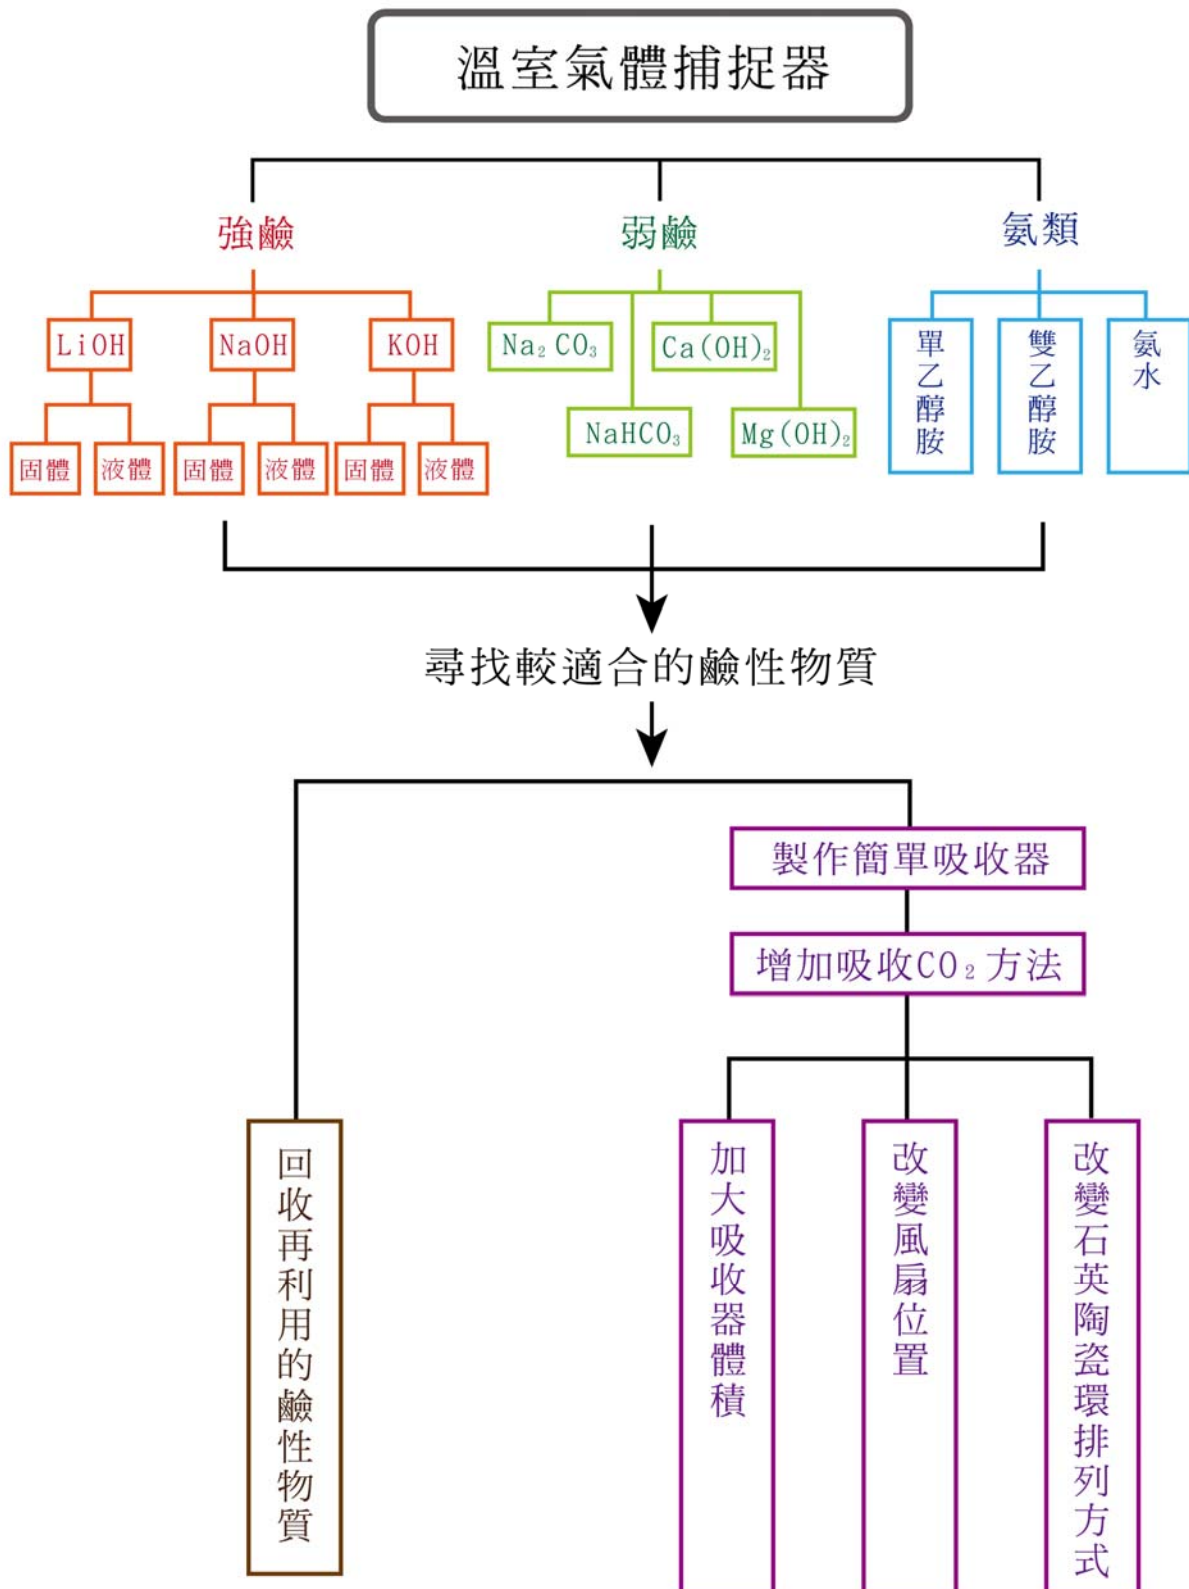 溫室氣體捕捉器
強鹼
弱鹼
氨類
LiOH
NaOH
KOH
固體
液體
固體
液體
固體
液體
Na₂CO₃
Ca(OH)₂
NaHCO₃
Mg(OH)₂
單乙醇胺
雙乙醇胺
氨水
尋找較適合的鹼性物質
製作簡單吸收器
增加吸收CO₂方法
回收再利用的鹼性物質
加大吸收器體積
改變風扇位置
改變石英陶瓷環排列方式